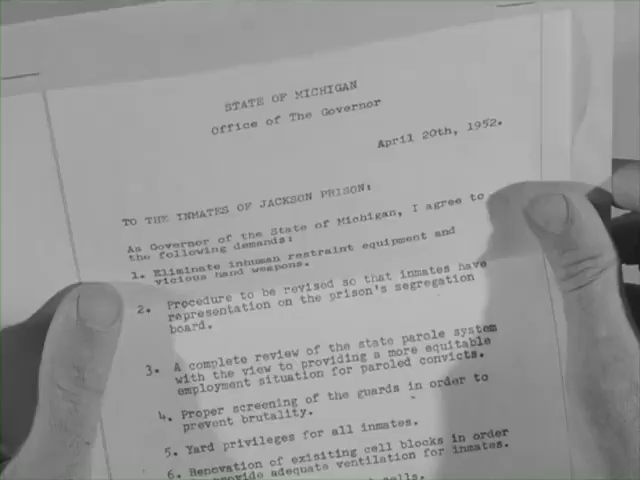 STATE OF MICHIGAN
Office of The Governor
April 20th, 1952.
TO THE INMATES OF JACKSON PRISON:
As Governor of the State of Michigan, I agree to
the following demands:
1. Eliminate inhuman restraint equipment and
vicious hand weapons.
2. Procedure to be revised so that inmates have
representation on the prison's segregation
board.
3. A complete review of the state parole system
with the view to providing a more equitable
employment situation for paroled convicts.
4. Proper screening of the guards in order to
prevent brutality.
5. Yard privileges for all inmates.
6. Renovation of exisiting cell blocks in order
provide adequate ventilation for inmates.
cells.